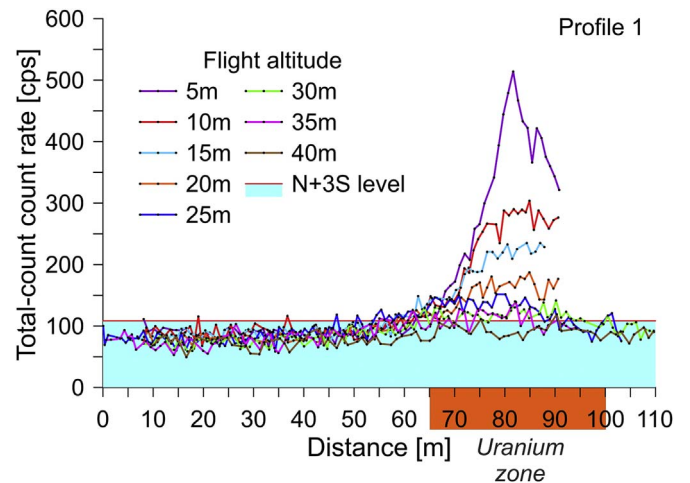 Profile 1
Total-count count rate [cps]
600
500
400
300
200
100
0
Flight altitude
5m 30m
10m 35m
15m 40m
20m N+3S level
25m
0 10 20 30 40 50 60 70 80 90 100 110
Distance [m] Uranium
zone